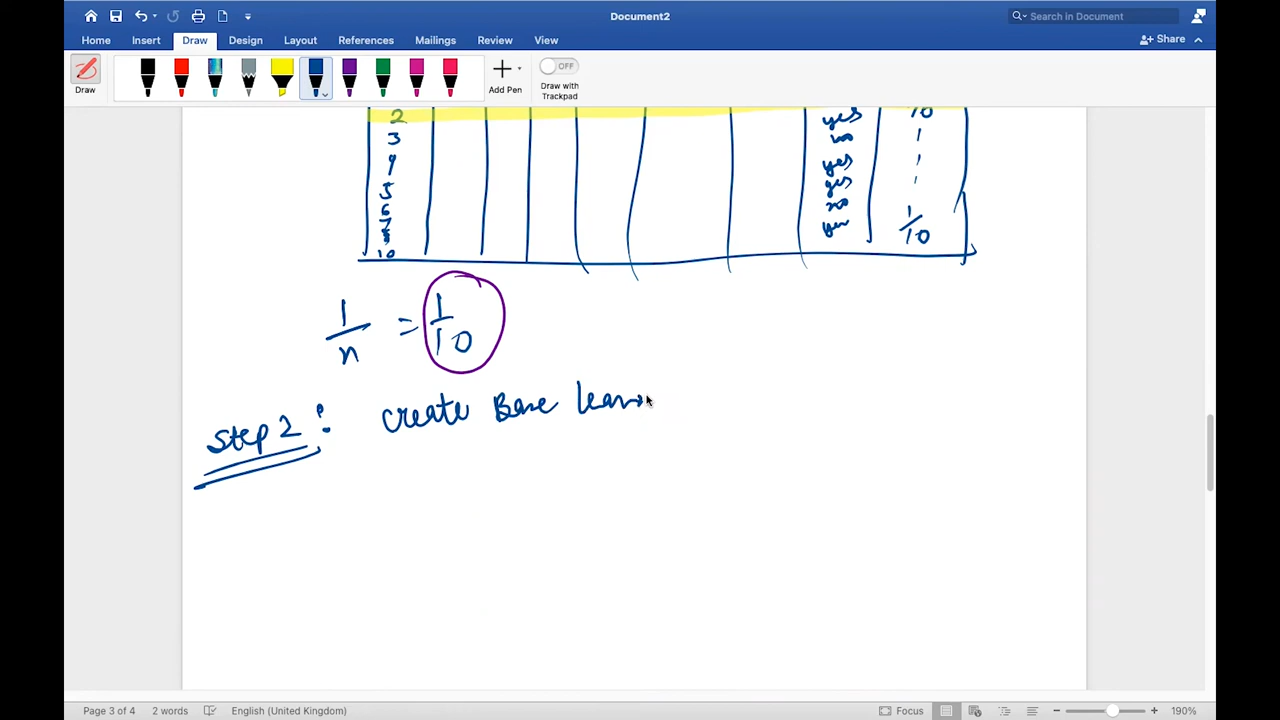 Document2
Search in Document
Home Insert Draw Design Layout References Mailings Review View
Share
Draw
Add Pen
OFF
Draw with Trackpad
2 yes 10
3 no 1
4 yes 1
5 yes 1
6 no
7 yes 1/10
8
10
1/n = 1/10
Step 2 : Create Base learn
Page 3 of 4 2 words English (United Kingdom) Focus 190%